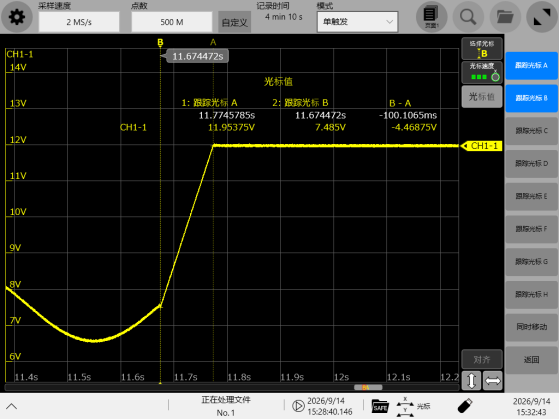 采样速度
点数
记录时间
模式
2 MS/s
500 M
自定义
4 min 10 s
单触发
页面1
B
A
11.674472s
CH1-1
14V
13V
12V
11V
10V
9V
8V
7V
6V
光标值
1: 跟踪光标 A
2: 跟踪光标 B
B - A
11.7745785s
11.674472s
-100.1065ms
CH1-1
11.95375V
7.485V
-4.46875V
CH1-1
11.4s
11.5s
11.6s
11.7s
11.8s
11.9s
12s
12.1s
12.2
选择光标
B
光标速度
光标值
对齐
跟踪光标 A
跟踪光标 B
跟踪光标 C
跟踪光标 D
跟踪光标 E
跟踪光标 F
跟踪光标 G
跟踪光标 H
同时移动
返回
正在处理文件
No. 1
2026/9/14
15:28:40.146
SAFE
X
Y
光标
2026/9/14
15:32:43